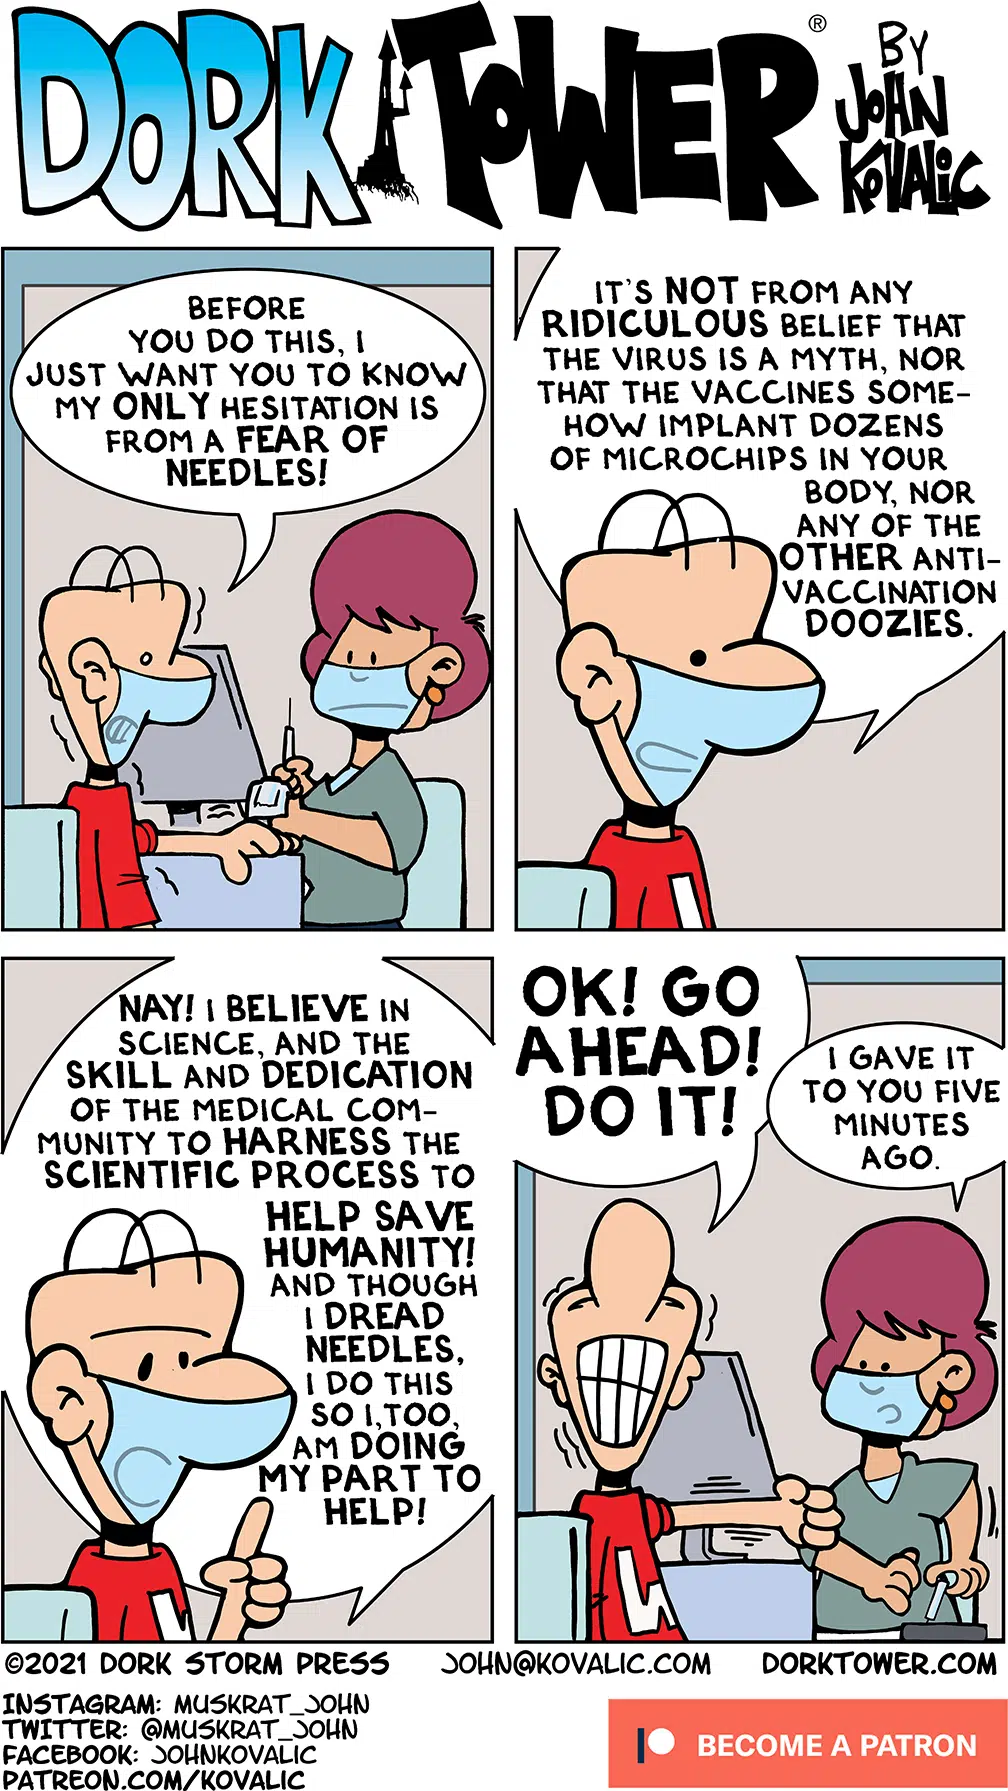 DORK TOWER ®
BY
JOHN
KOVALIC
BEFORE
YOU DO THIS, I
JUST WANT YOU TO KNOW
MY ONLY HESITATION IS
FROM A FEAR OF
NEEDLES!
IT'S NOT FROM ANY
RIDICULOUS BELIEF THAT
THE VIRUS IS A MYTH, NOR
THAT THE VACCINES SOME-
HOW IMPLANT DOZENS
OF MICROCHIPS IN YOUR
BODY, NOR
ANY OF THE
OTHER ANTI-
VACCINATION
DOOZIES.
NAY! I BELIEVE IN
SCIENCE, AND THE
SKILL AND DEDICATION
OF THE MEDICAL COM-
MUNITY TO HARNESS THE
SCIENTIFIC PROCESS TO
HELP SAVE
HUMANITY!
AND THOUGH
I DREAD
NEEDLES,
I DO THIS
SO I, TOO,
AM DOING
MY PART TO
HELP!
OK! GO
AHEAD!
DO IT!
I GAVE IT
TO YOU FIVE
MINUTES
AGO.
W
©2021 DORK STORM PRESS JOHN@KOVALIC.COM DORKTOWER.COM
INSTAGRAM: MUSKRAT_JOHN
TWITTER: @MUSKRAT_JOHN
FACEBOOK: JOHNKOVALIC
PATREON.COM/KOVALIC
BECOME A PATRON